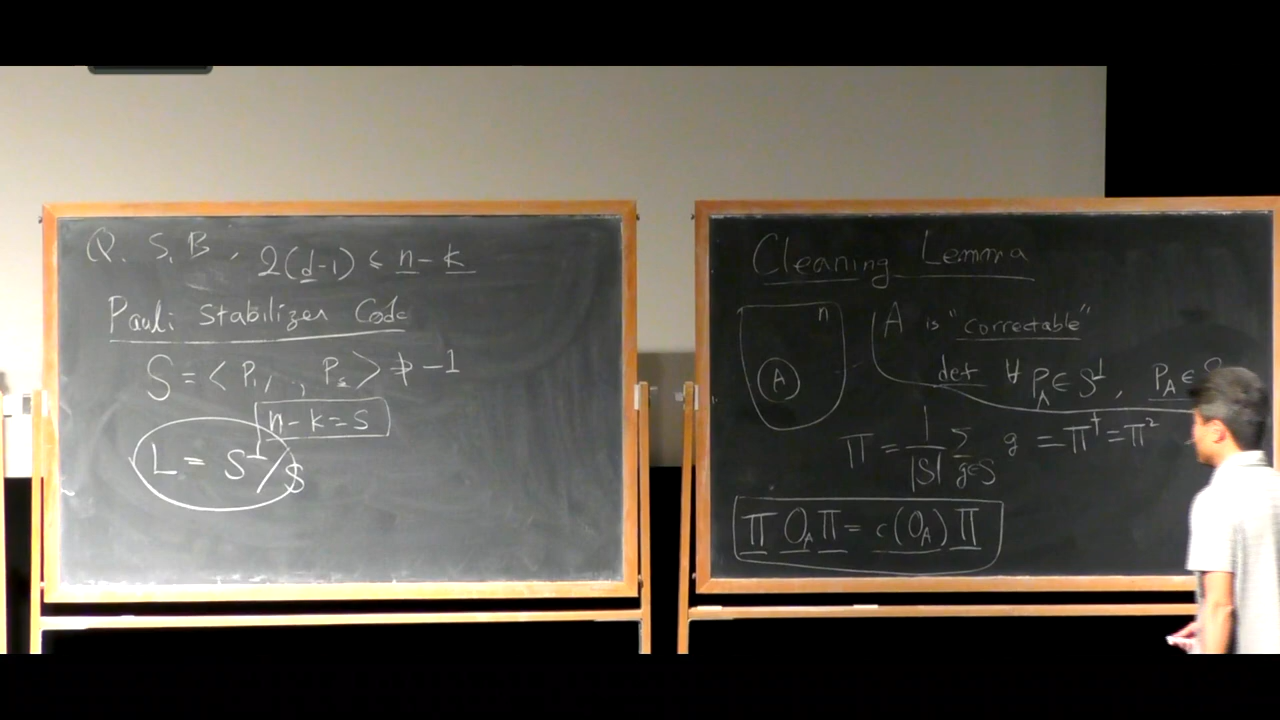 Q. S. B. 2(d-1) ≤ n - k
Pauli Stabilizer Code
S = < P₁, , Pₛ > ∌ -1
n - k = s
L = S^⊥ / S
Cleaning Lemma
n
A is "correctable"
A
def ∀ P_A ∈ S^⊥, P_A ∈ S
Π = 1/|S| Σ_{g∈S} g = Π^† = Π²
Π O_A Π = c(O_A) Π